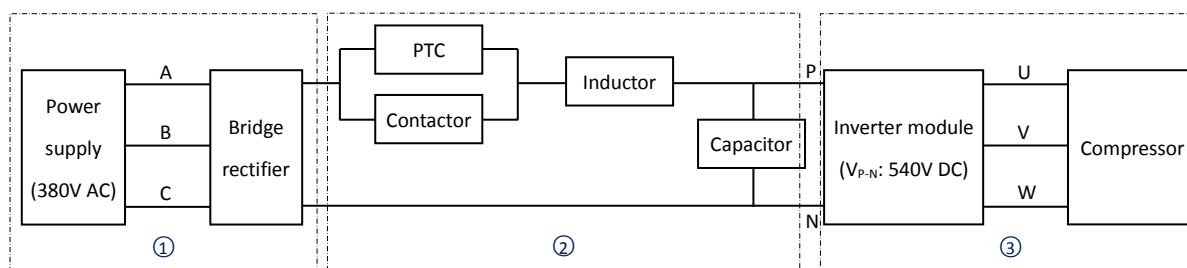 Power
supply
(380V AC)
A
B
C
Bridge
rectifier
①
PTC
Contactor
Inductor
Capacitor
②
P
N
Inverter module
(VP-N: 540V DC)
U
V
W
Compressor
③